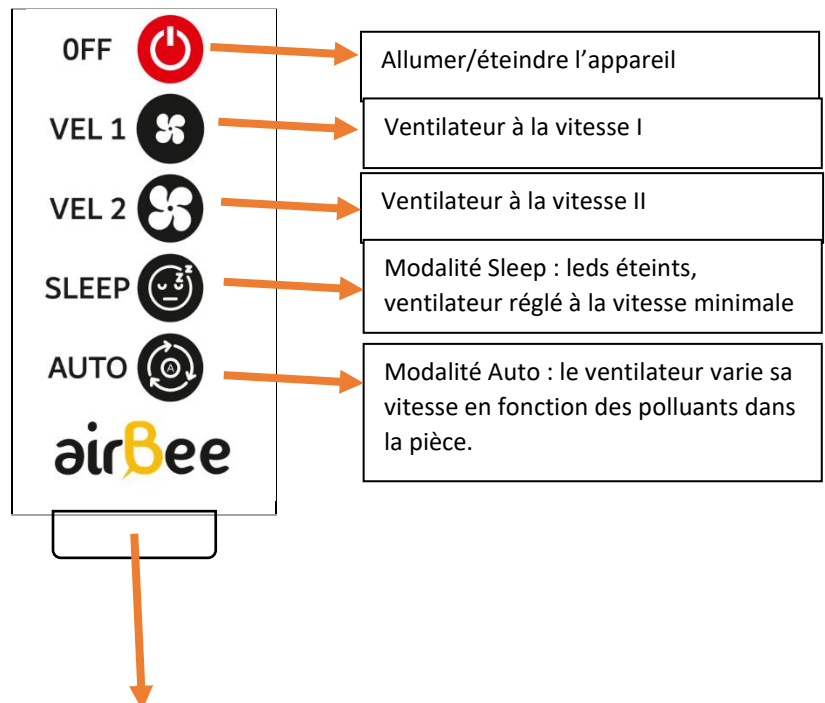 0FF
Allumer/éteindre l’appareil
VEL 1
Ventilateur à la vitesse I
VEL 2
Ventilateur à la vitesse II
SLEEP
z z z
Modalité Sleep : leds éteints,
ventilateur réglé à la vitesse minimale
AUTO
A
Modalité Auto : le ventilateur varie sa
vitesse en fonction des polluants dans
la pièce.
airBee